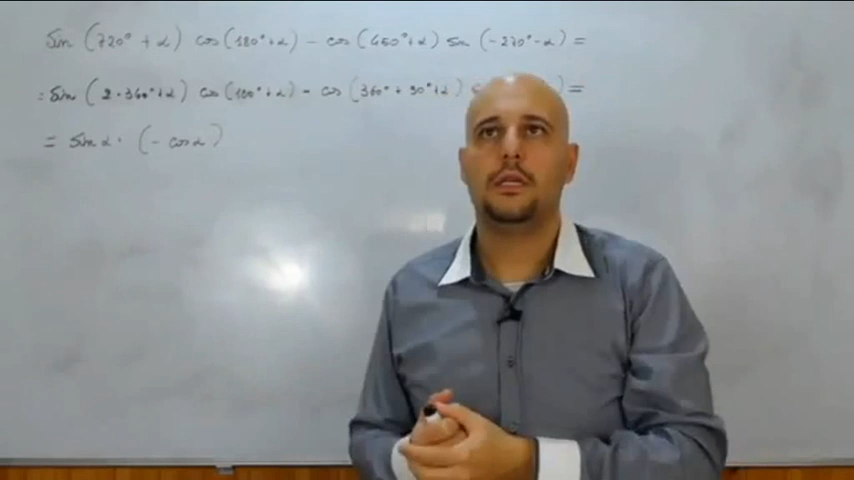 sin (720° + α) cos (180° + α) - cos (450° + α) sin (-270° - α) =
= sin (2·360° + α) cos (180° + α) - cos (360° + 90° + α) =
= sin α · (- cos α)